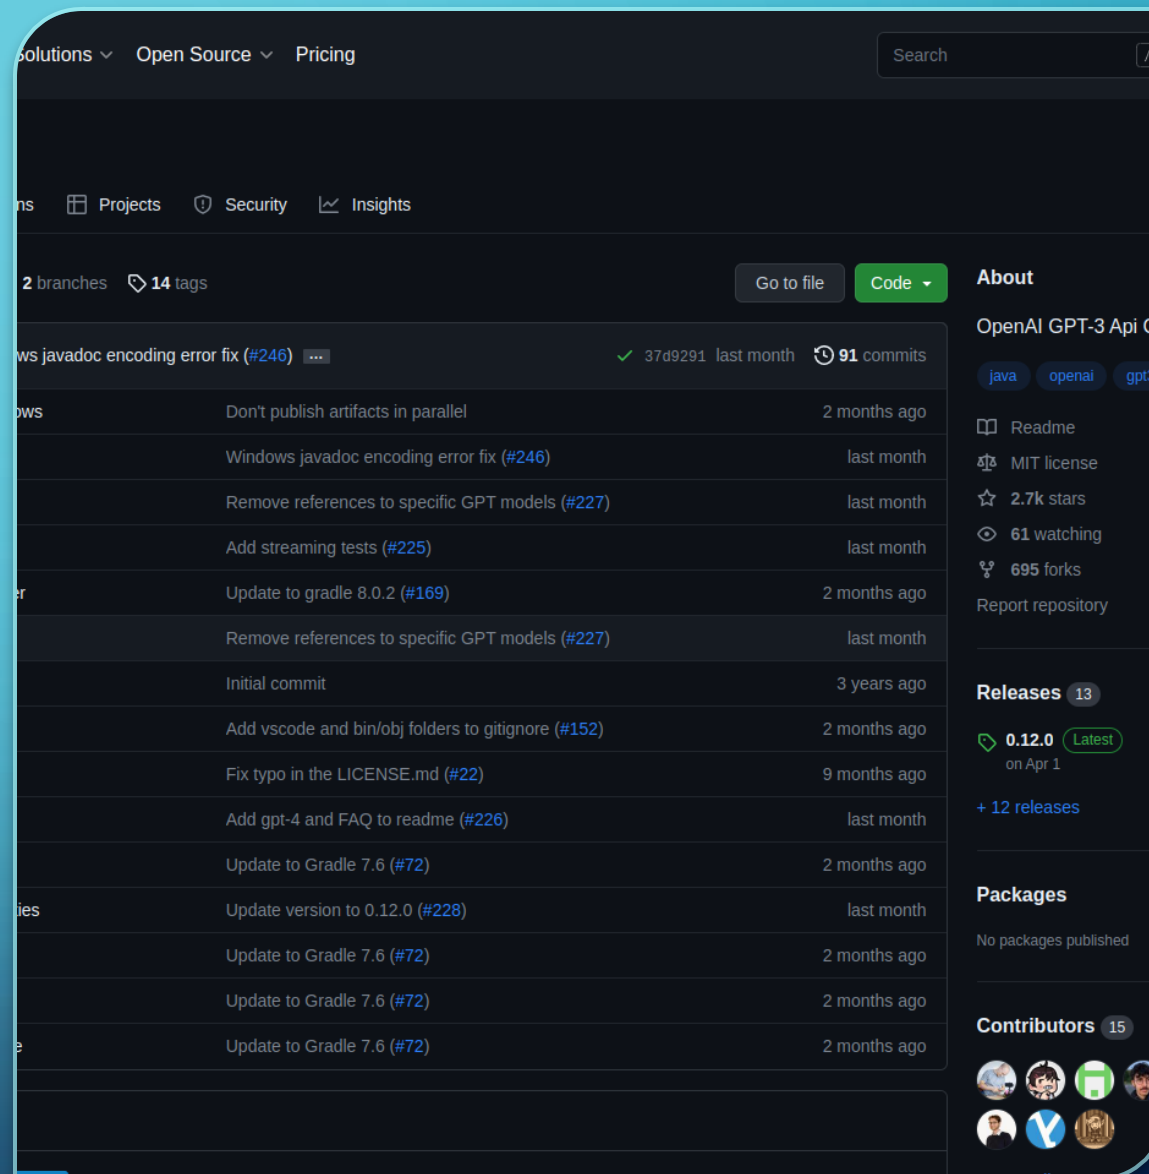 Solutions Open Source Pricing Search /
ns Projects Security Insights
2 branches 14 tags Go to file Code
ws javadoc encoding error fix (#246) ... 37d9291 last month 91 commits
ows Don't publish artifacts in parallel 2 months ago
Windows javadoc encoding error fix (#246) last month
Remove references to specific GPT models (#227) last month
Add streaming tests (#225) last month
er Update to gradle 8.0.2 (#169) 2 months ago
Remove references to specific GPT models (#227) last month
Initial commit 3 years ago
Add vscode and bin/obj folders to gitignore (#152) 2 months ago
Fix typo in the LICENSE.md (#22) 9 months ago
Add gpt-4 and FAQ to readme (#226) last month
Update to Gradle 7.6 (#72) 2 months ago
ties Update version to 0.12.0 (#228) last month
Update to Gradle 7.6 (#72) 2 months ago
Update to Gradle 7.6 (#72) 2 months ago
e Update to Gradle 7.6 (#72) 2 months ago
About
OpenAI GPT-3 Api
java openai gpt3
Readme
MIT license
2.7k stars
61 watching
695 forks
Report repository
Releases 13
0.12.0 Latest
on Apr 1
+ 12 releases
Packages
No packages published
Contributors 15